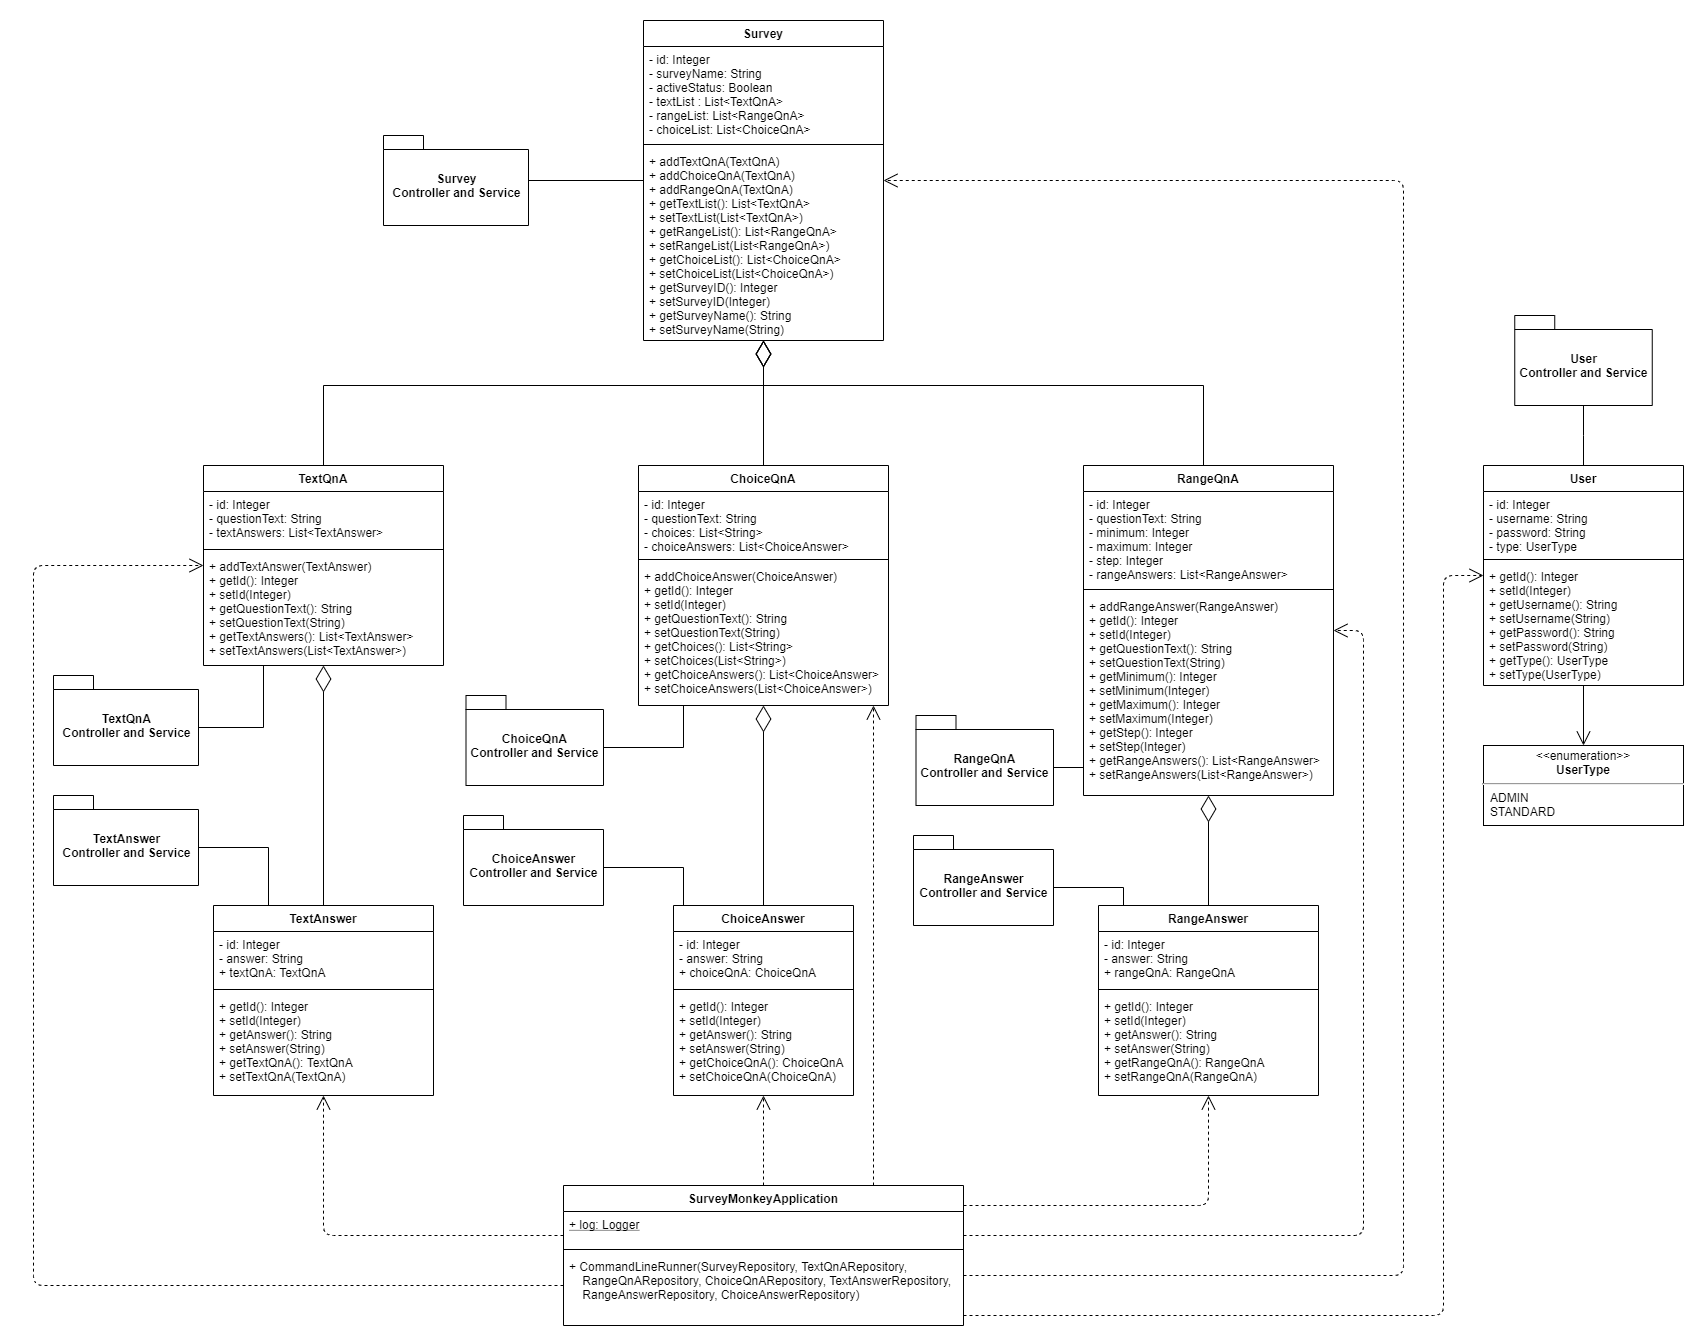 Survey
- id: Integer
- surveyName: String
- activeStatus: Boolean
- textList : List<TextQnA>
- rangeList: List<RangeQnA>
- choiceList: List<ChoiceQnA>
+ addTextQnA(TextQnA)
+ addChoiceQnA(TextQnA)
+ addRangeQnA(TextQnA)
+ getTextList(): List<TextQnA>
+ setTextList(List<TextQnA>)
+ getRangeList(): List<RangeQnA>
+ setRangeList(List<RangeQnA>)
+ getChoiceList(): List<ChoiceQnA>
+ setChoiceList(List<ChoiceQnA>)
+ getSurveyID(): Integer
+ setSurveyID(Integer)
+ getSurveyName(): String
+ setSurveyName(String)
Survey
Controller and Service
User
Controller and Service
TextQnA
- id: Integer
- questionText: String
- textAnswers: List<TextAnswer>
+ addTextAnswer(TextAnswer)
+ getId(): Integer
+ setId(Integer)
+ getQuestionText(): String
+ setQuestionText(String)
+ getTextAnswers(): List<TextAnswer>
+ setTextAnswers(List<TextAnswer>)
ChoiceQnA
- id: Integer
- questionText: String
- choices: List<String>
- choiceAnswers: List<ChoiceAnswer>
+ addChoiceAnswer(ChoiceAnswer)
+ getId(): Integer
+ setId(Integer)
+ getQuestionText(): String
+ setQuestionText(String)
+ getChoices(): List<String>
+ setChoices(List<String>)
+ getChoiceAnswers(): List<ChoiceAnswer>
+ setChoiceAnswers(List<ChoiceAnswer>)
RangeQnA
- id: Integer
- questionText: String
- minimum: Integer
- maximum: Integer
- step: Integer
- rangeAnswers: List<RangeAnswer>
+ addRangeAnswer(RangeAnswer)
+ getId(): Integer
+ setId(Integer)
+ getQuestionText(): String
+ setQuestionText(String)
+ getMinimum(): Integer
+ setMinimum(Integer)
+ getMaximum(): Integer
+ setMaximum(Integer)
+ getStep(): Integer
+ setStep(Integer)
+ getRangeAnswers(): List<RangeAnswer>
+ setRangeAnswers(List<RangeAnswer>)
User
- id: Integer
- username: String
- password: String
- type: UserType
+ getId(): Integer
+ setId(Integer)
+ getUsername(): String
+ setUsername(String)
+ getPassword(): String
+ setPassword(String)
+ getType(): UserType
+ setType(UserType)
<<enumeration>>
UserType
ADMIN
STANDARD
TextQnA
Controller and Service
ChoiceQnA
Controller and Service
RangeQnA
Controller and Service
TextAnswer
Controller and Service
ChoiceAnswer
Controller and Service
RangeAnswer
Controller and Service
TextAnswer
- id: Integer
- answer: String
+ textQnA: TextQnA
+ getId(): Integer
+ setId(Integer)
+ getAnswer(): String
+ setAnswer(String)
+ getTextQnA(): TextQnA
+ setTextQnA(TextQnA)
ChoiceAnswer
- id: Integer
- answer: String
+ choiceQnA: ChoiceQnA
+ getId(): Integer
+ setId(Integer)
+ getAnswer(): String
+ setAnswer(String)
+ getChoiceQnA(): ChoiceQnA
+ setChoiceQnA(ChoiceQnA)
RangeAnswer
- id: Integer
- answer: String
+ rangeQnA: RangeQnA
+ getId(): Integer
+ setId(Integer)
+ getAnswer(): String
+ setAnswer(String)
+ getRangeQnA(): RangeQnA
+ setRangeQnA(RangeQnA)
SurveyMonkeyApplication
+ log: Logger
+ CommandLineRunner(SurveyRepository, TextQnARepository,
RangeQnARepository, ChoiceQnARepository, TextAnswerRepository,
RangeAnswerRepository, ChoiceAnswerRepository)